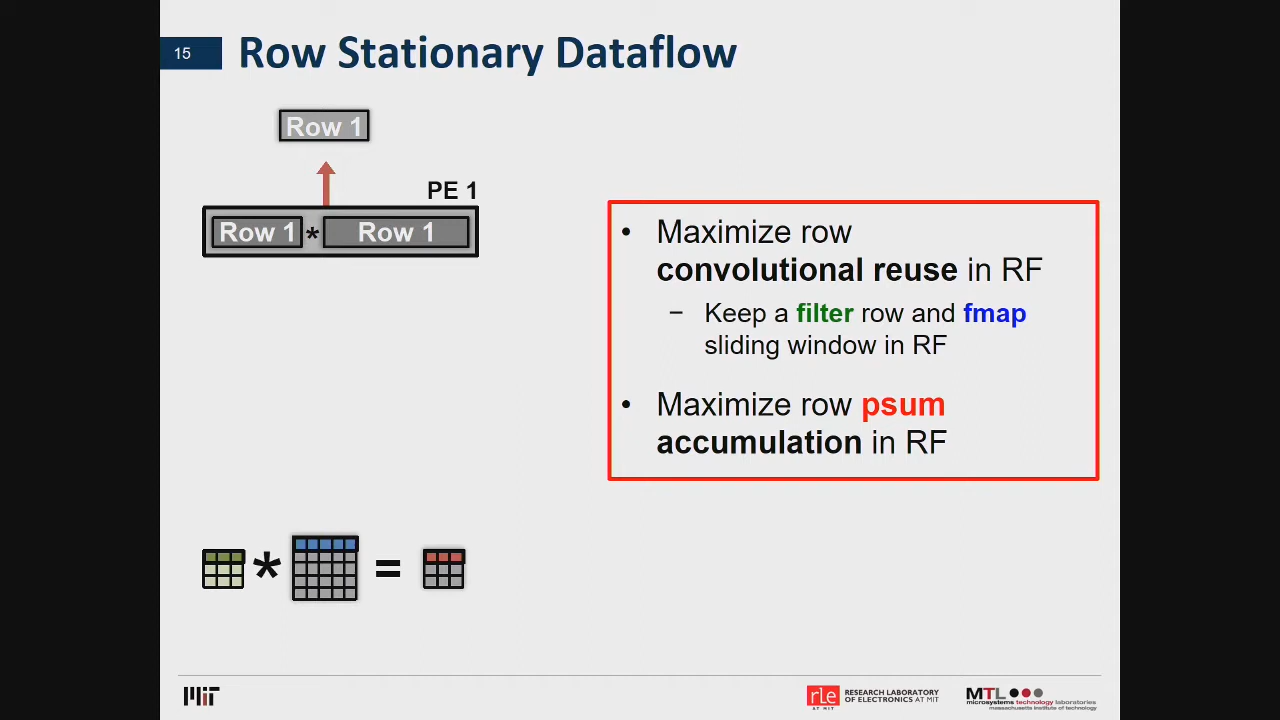 15
Row Stationary Dataflow
Row 1
PE 1
Row 1 * Row 1
• Maximize row
convolutional reuse in RF
− Keep a filter row and fmap
sliding window in RF
• Maximize row psum
accumulation in RF
* =
MIT
rle
AT MIT
RESEARCH LABORATORY
OF ELECTRONICS AT MIT
MTL
microsystems technology laboratories
massachusetts institute of technology